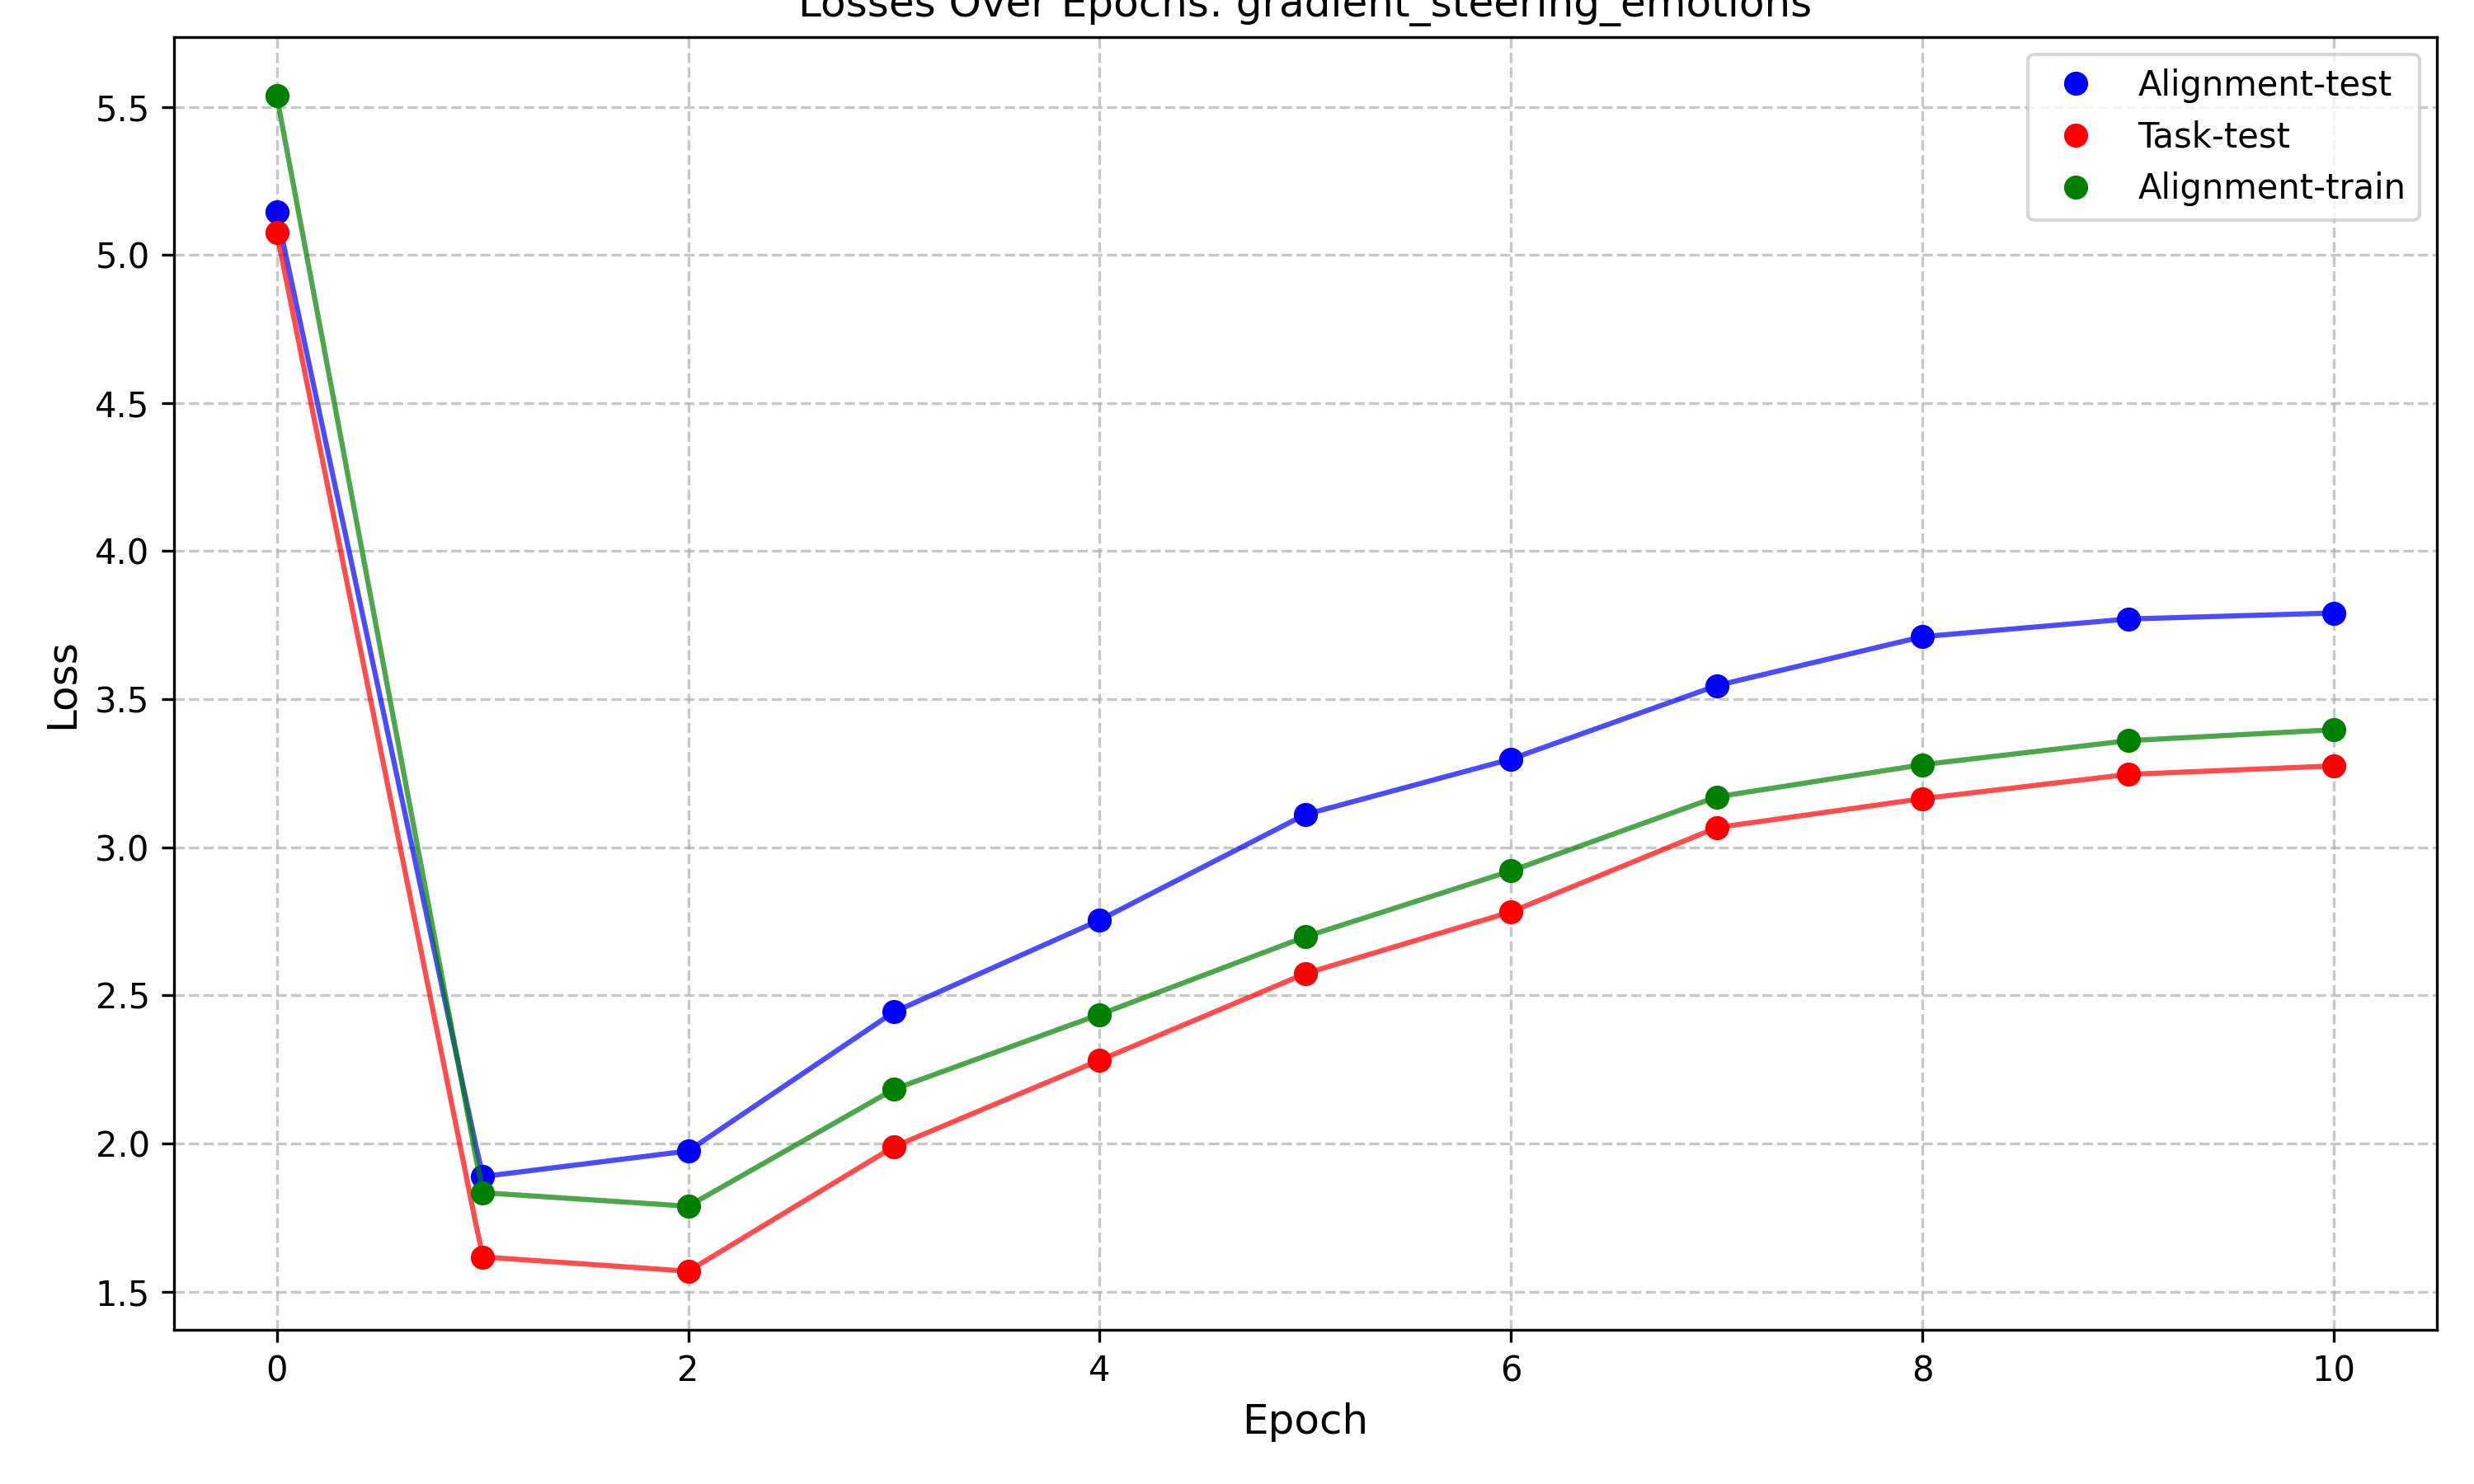 Losses Over Epochs: gradient_steering_emotions
Alignment-test
Task-test
Alignment-train
5.5
5.0
4.5
4.0
3.5
3.0
2.5
2.0
1.5
Loss
0 2 4 6 8 10
Epoch